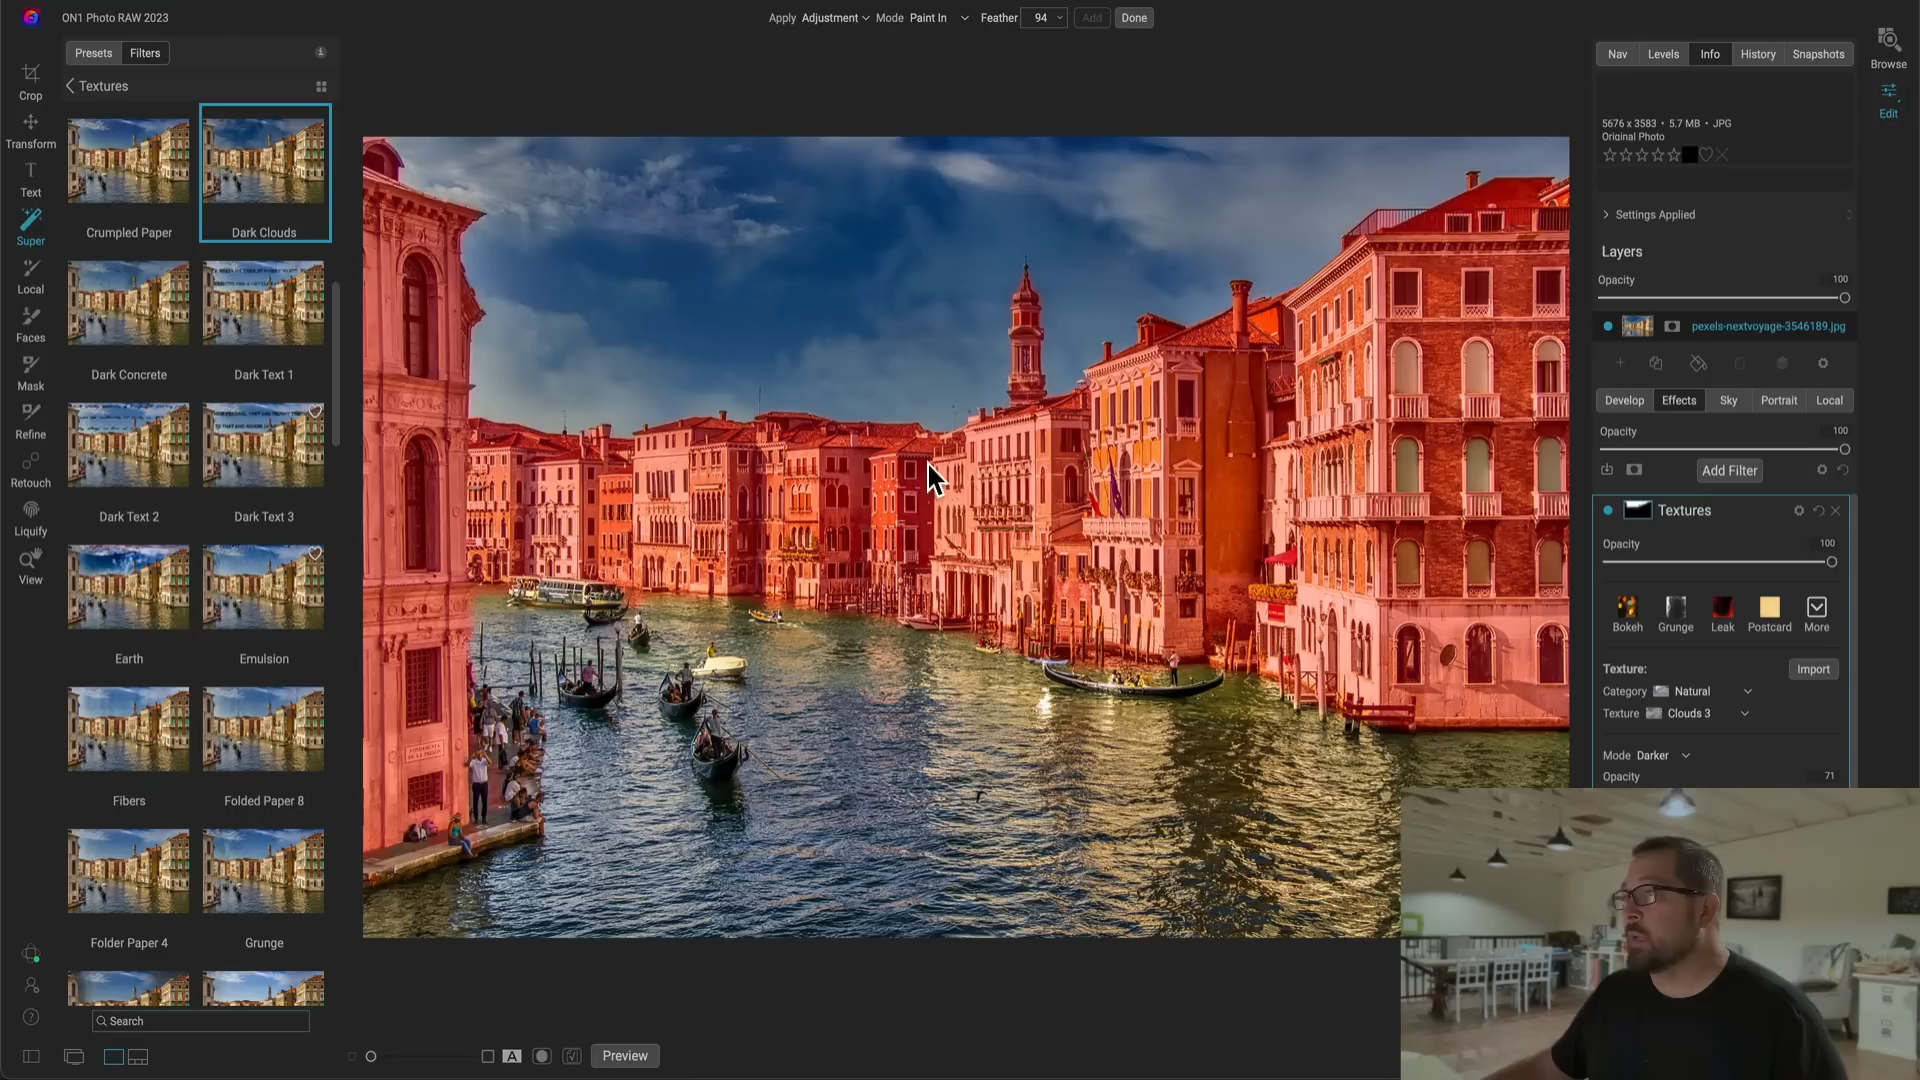 ON1 Photo RAW 2023
Apply Adjustment Mode Paint In Feather 94 Add Done
Presets Filters
Textures
Crumpled Paper Dark Clouds
Dark Concrete Dark Text 1
Dark Text 2 Dark Text 3
Earth Emulsion
Fibers Folded Paper 8
Folder Paper 4 Grunge
Search
Crop
Transform
Text
Super
Local
Faces
Mask
Refine
Retouch
Liquify
View
A
Preview
FONDAMENTA
DE LA PRESON
Nav Levels Info History Snapshots
5676 x 3583 • 5.7 MB • JPG
Original Photo
Settings Applied
Layers
Opacity 100
pexels-nextvoyage-3546189.jpg
Develop Effects Sky Portrait Local
Opacity 100
Add Filter
Textures
Opacity 100
Bokeh Grunge Leak Postcard More
Texture: Import
Category Natural
Texture Clouds 3
Mode Darker
Opacity 71
Browse
Edit